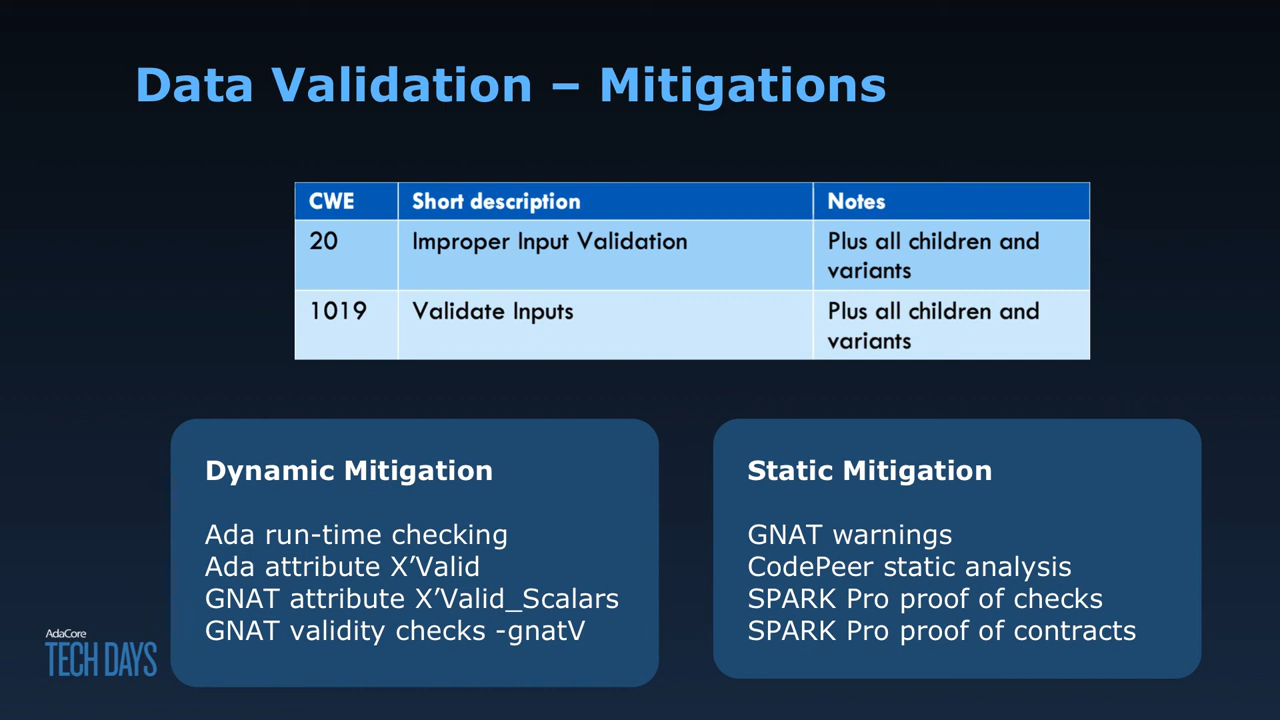 Data Validation – Mitigations
CWE Short description Notes
20 Improper Input Validation Plus all children and
variants
1019 Validate Inputs Plus all children and
variants
Dynamic Mitigation
Ada run-time checking
Ada attribute X’Valid
GNAT attribute X’Valid_Scalars
GNAT validity checks -gnatV
Static Mitigation
GNAT warnings
CodePeer static analysis
SPARK Pro proof of checks
SPARK Pro proof of contracts
AdaCore
TECH DAYS